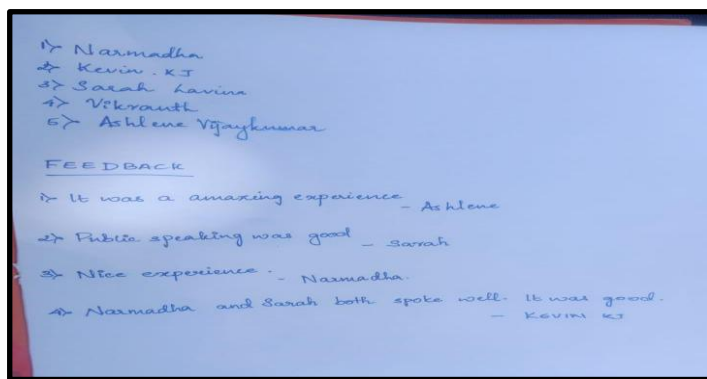 1> Narmadha
2> Kevin. KJ
3> Sarah Lavina
4> Vikranth
5> Ashlene Vijaykumar
FEEDBACK
1> It was a amazing experience - Ashlene
2> Public speaking was good - Sarah
3> Nice experience. - Narmadha.
4> Narmadha and Sarah both spoke well. It was good.
- KEVIN KJ